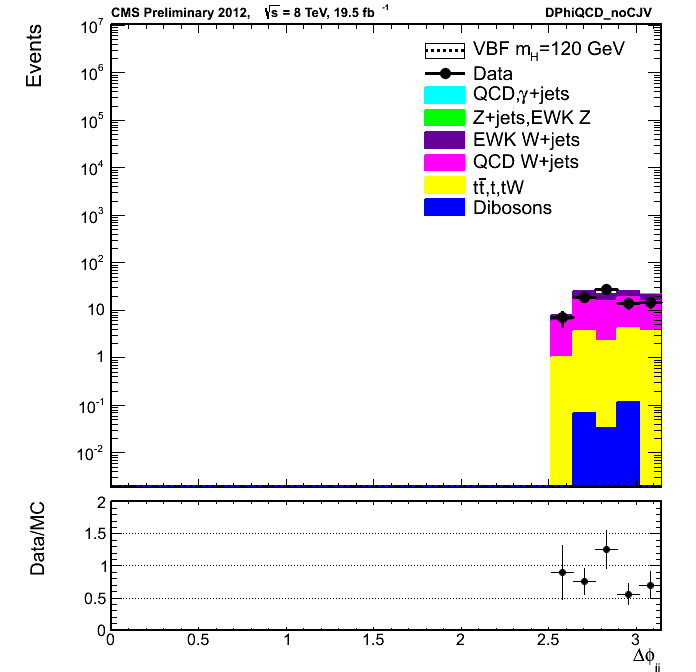 CMS Preliminary 2012, √s = 8 TeV, 19.5 fb⁻¹ DPhiQCD_noCJV
Events
10⁷
10⁶
10⁵
10⁴
10³
10²
10
1
10⁻¹
10⁻²
VBF m_H=120 GeV
Data
QCD,γ+jets
Z+jets,EWK Z
EWK W+jets
QCD W+jets
tt̄,t,tW
Dibosons
Data/MC
2
1.5
1
0.5
0
0 0.5 1 1.5 2 2.5 3
Δϕ_jj